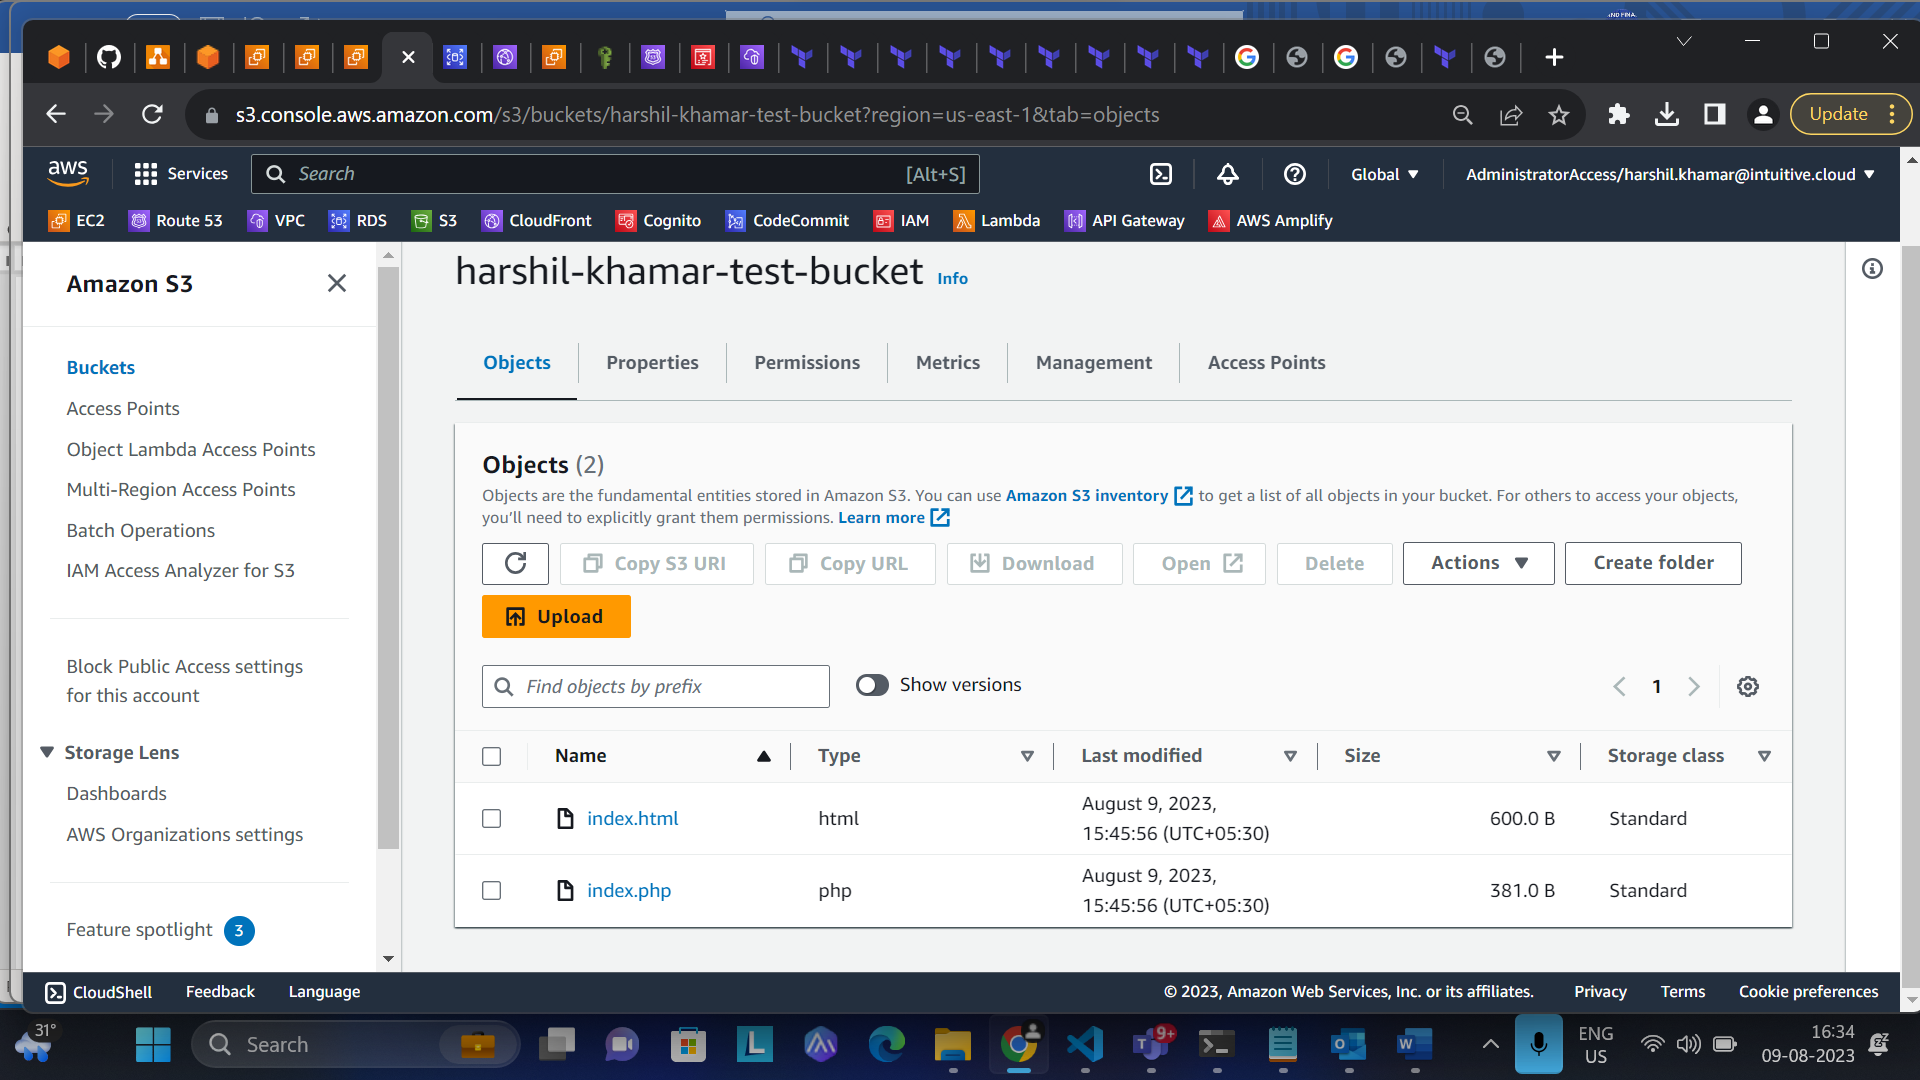 AND FINA.
s3.console.aws.amazon.com/s3/buckets/harshil-khamar-test-bucket?region=us-east-1&tab=objects
Update
aws
Services
Search
[Alt+S]
Global
AdministratorAccess/harshil.khamar@intuitive.cloud
EC2
Route 53
VPC
RDS
S3
CloudFront
Cognito
CodeCommit
IAM
Lambda
API Gateway
AWS Amplify
Amazon S3
Buckets
Access Points
Object Lambda Access Points
Multi-Region Access Points
Batch Operations
IAM Access Analyzer for S3
Block Public Access settings
for this account
Storage Lens
Dashboards
AWS Organizations settings
Feature spotlight 3
harshil-khamar-test-bucket Info
Objects
Properties
Permissions
Metrics
Management
Access Points
Objects (2)
Objects are the fundamental entities stored in Amazon S3. You can use Amazon S3 inventory to get a list of all objects in your bucket. For others to access your objects,
you'll need to explicitly grant them permissions. Learn more
Copy S3 URI
Copy URL
Download
Open
Delete
Actions
Create folder
Upload
Find objects by prefix
Show versions
1
Name
Type
Last modified
Size
Storage class
index.html
html
August 9, 2023,
15:45:56 (UTC+05:30)
600.0 B
Standard
index.php
php
August 9, 2023,
15:45:56 (UTC+05:30)
381.0 B
Standard
CloudShell
Feedback
Language
© 2023, Amazon Web Services, Inc. or its affiliates.
Privacy
Terms
Cookie preferences
31°
Search
L
9+
ENG
US
16:34
09-08-2023